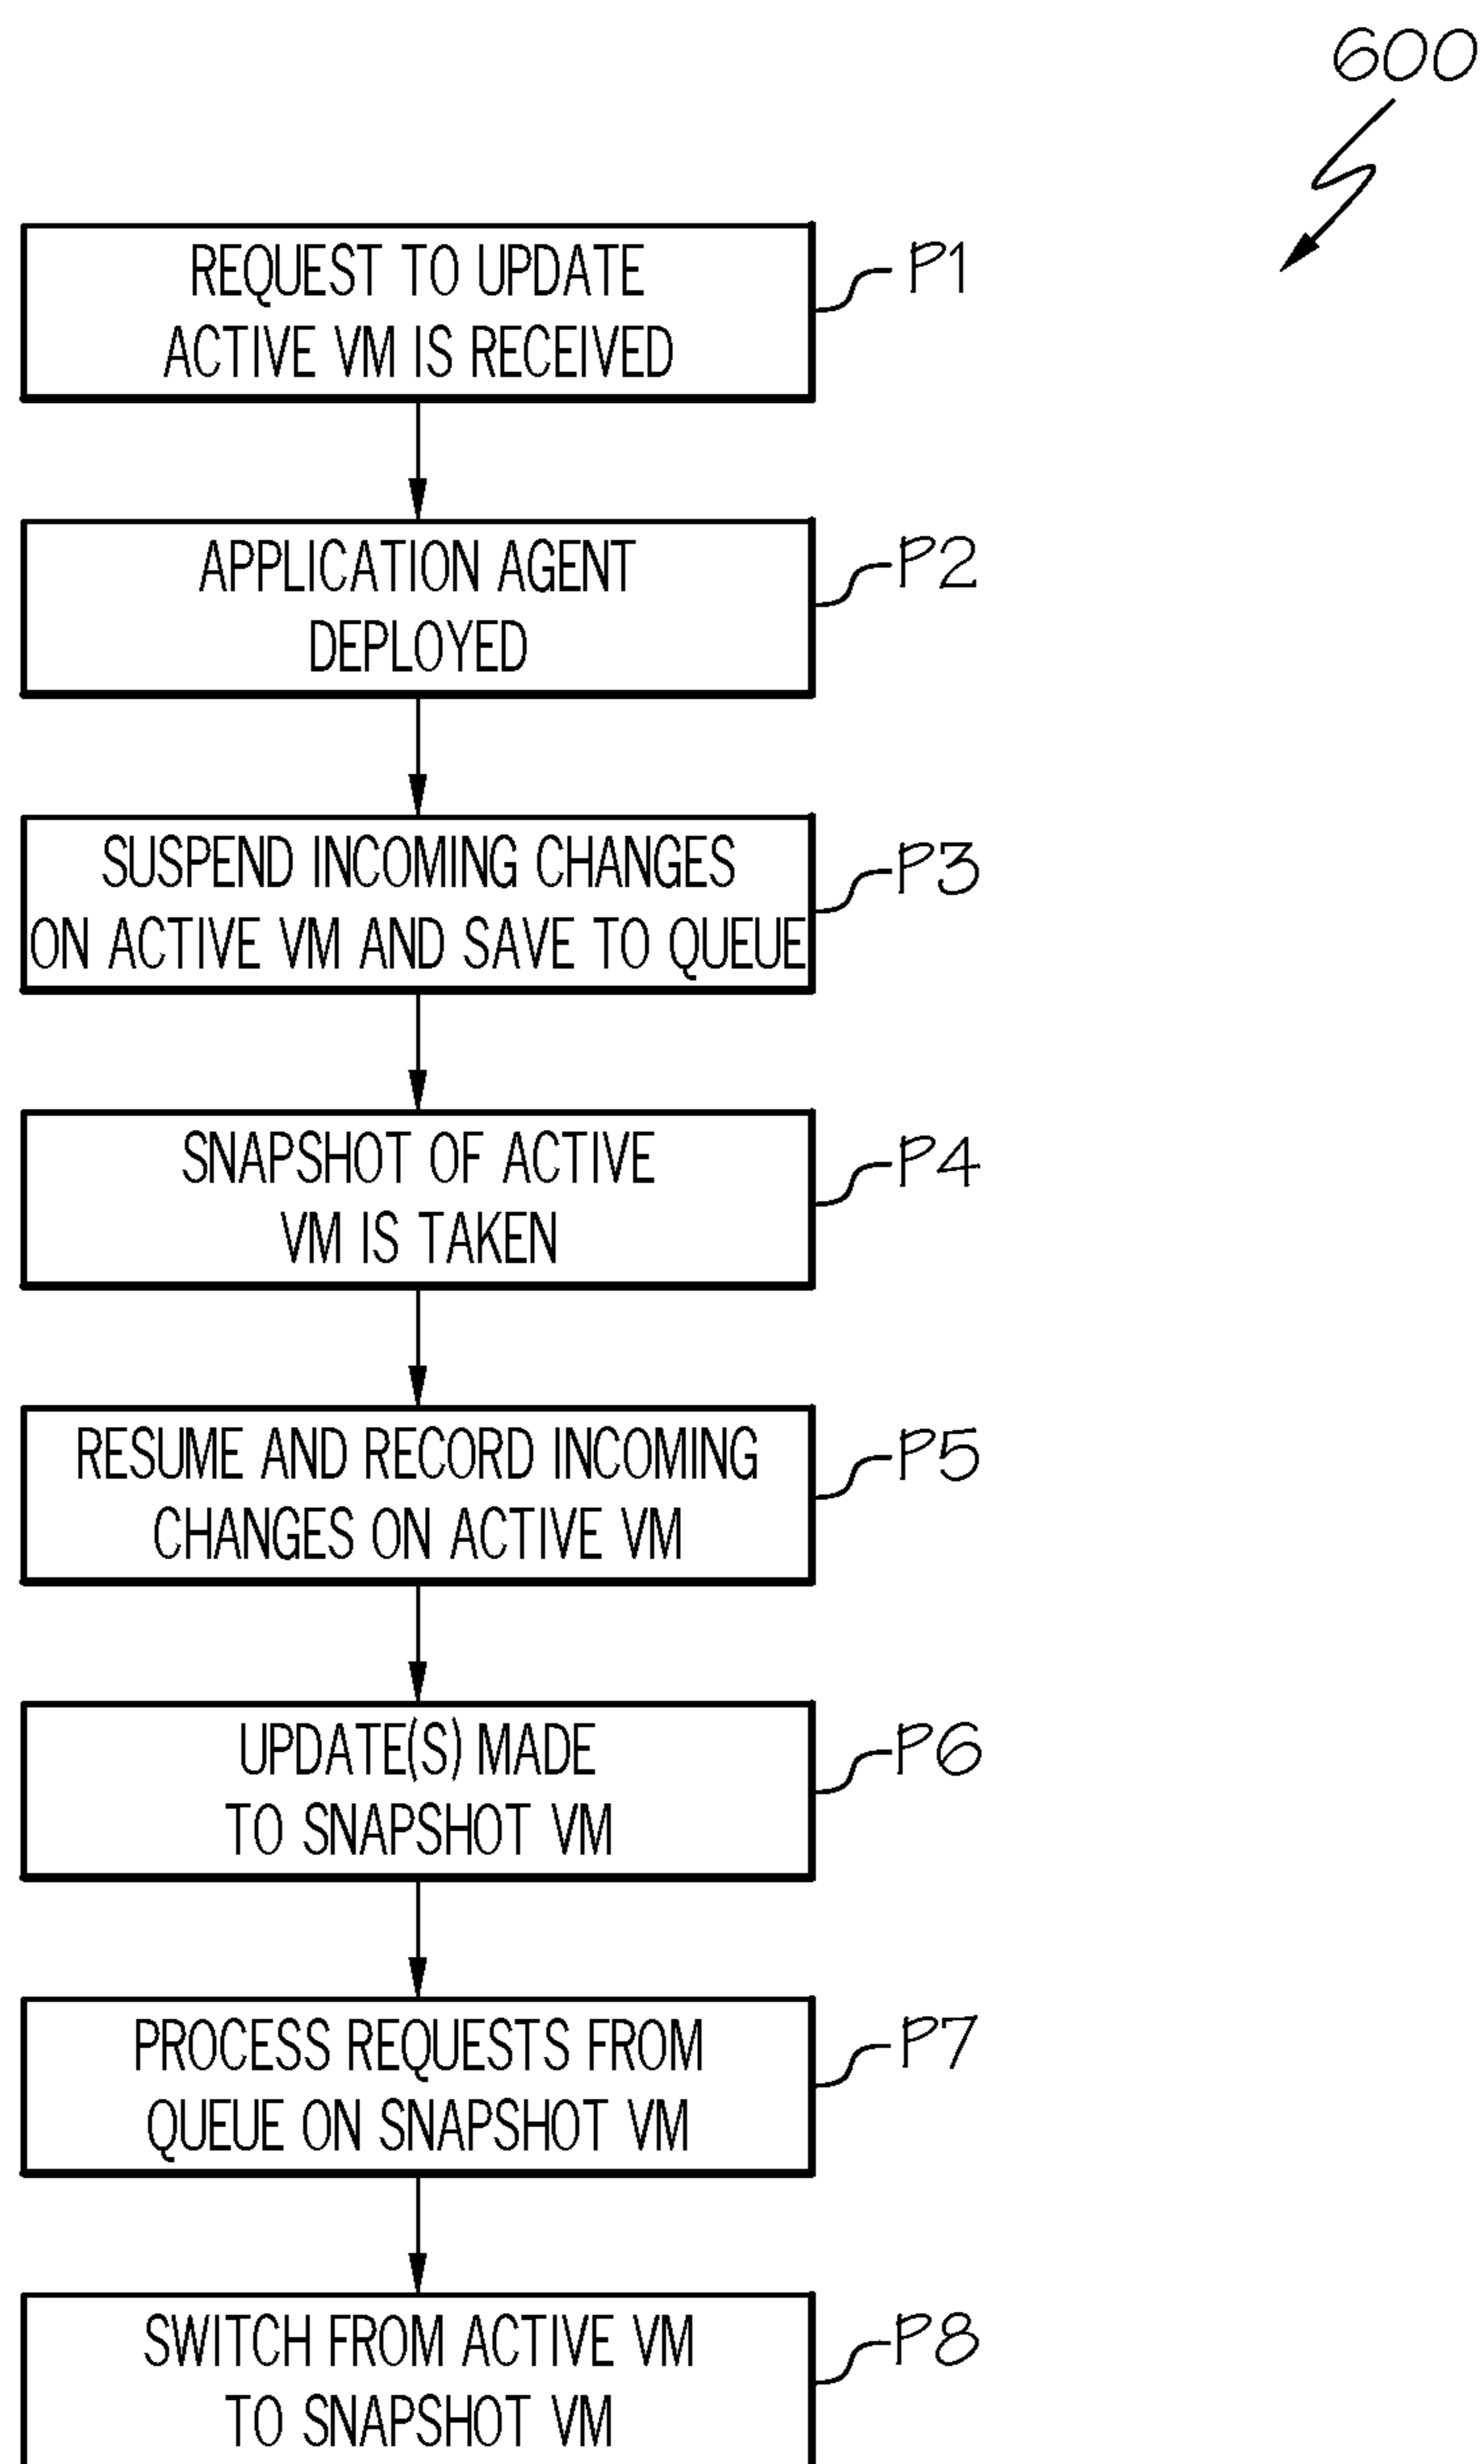 600
REQUEST TO UPDATE
ACTIVE VM IS RECEIVED
P1
APPLICATION AGENT
DEPLOYED
P2
SUSPEND INCOMING CHANGES
ON ACTIVE VM AND SAVE TO QUEUE
P3
SNAPSHOT OF ACTIVE
VM IS TAKEN
P4
RESUME AND RECORD INCOMING
CHANGES ON ACTIVE VM
P5
UPDATE(S) MADE
TO SNAPSHOT VM
P6
PROCESS REQUESTS FROM
QUEUE ON SNAPSHOT VM
P7
SWITCH FROM ACTIVE VM
TO SNAPSHOT VM
P8